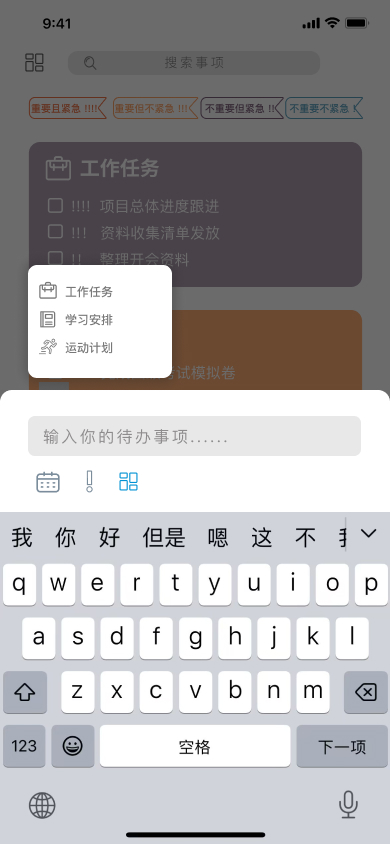 9:41
搜索事项
重要且紧急 !!!! 重要但不紧急 !!! 不重要但紧急 !! 不重要不紧急 !
工作任务
!!!! 项目总体进度跟进
!!! 资料收集清单发放
!! 整理开会资料
工作任务
学习安排
运动计划
试模拟卷
输入你的待办事项......
我 你 好 但是 嗯 这 不
q w e r t y u i o p
a s d f g h j k l
z x c v b n m
123 空格 下一项